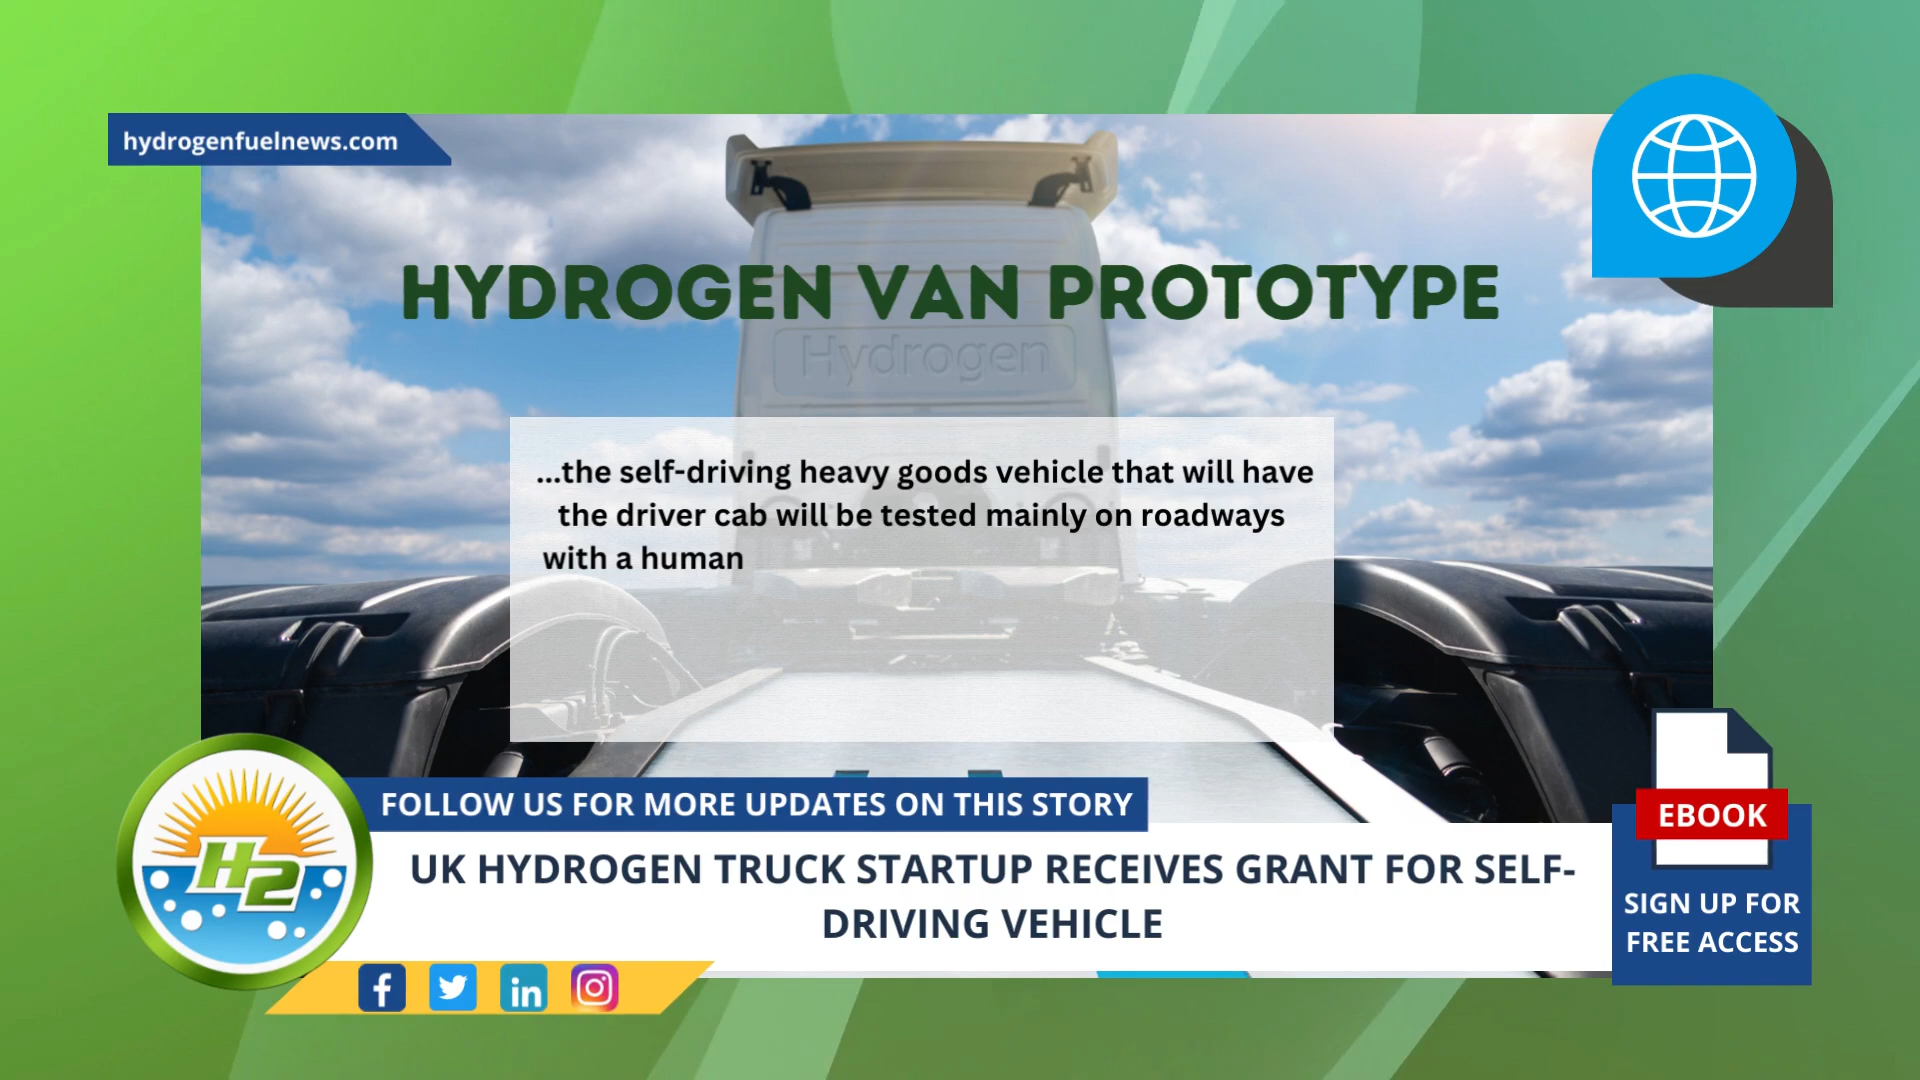 hydrogenfuelnews.com
HYDROGEN VAN PROTOTYPE
Hydrogen
...the self-driving heavy goods vehicle that will have
the driver cab will be tested mainly on roadways
with a human
FOLLOW US FOR MORE UPDATES ON THIS STORY
UK HYDROGEN TRUCK STARTUP RECEIVES GRANT FOR SELF-
DRIVING VEHICLE
H2
EBOOK
SIGN UP FOR
FREE ACCESS
f
in